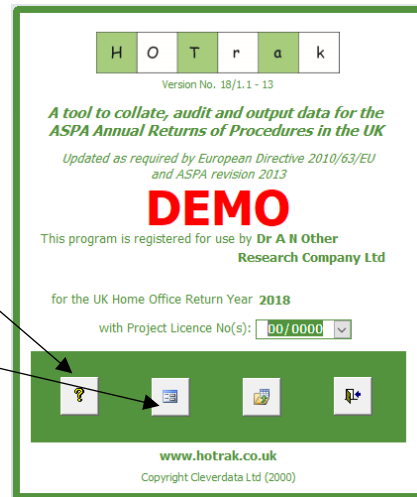 HOTrak
Version No. 18/1.1 - 13
A tool to collate, audit and output data for the
ASPA Annual Returns of Procedures in the UK
Updated as required by European Directive 2010/63/EU
and ASPA revision 2013
DEMO
This program is registered for use by Dr A N Other
Research Company Ltd
for the UK Home Office Return Year 2018
with Project Licence No(s): 00/0000
?
www.hotrak.co.uk
Copyright Cleverdata Ltd (2000)